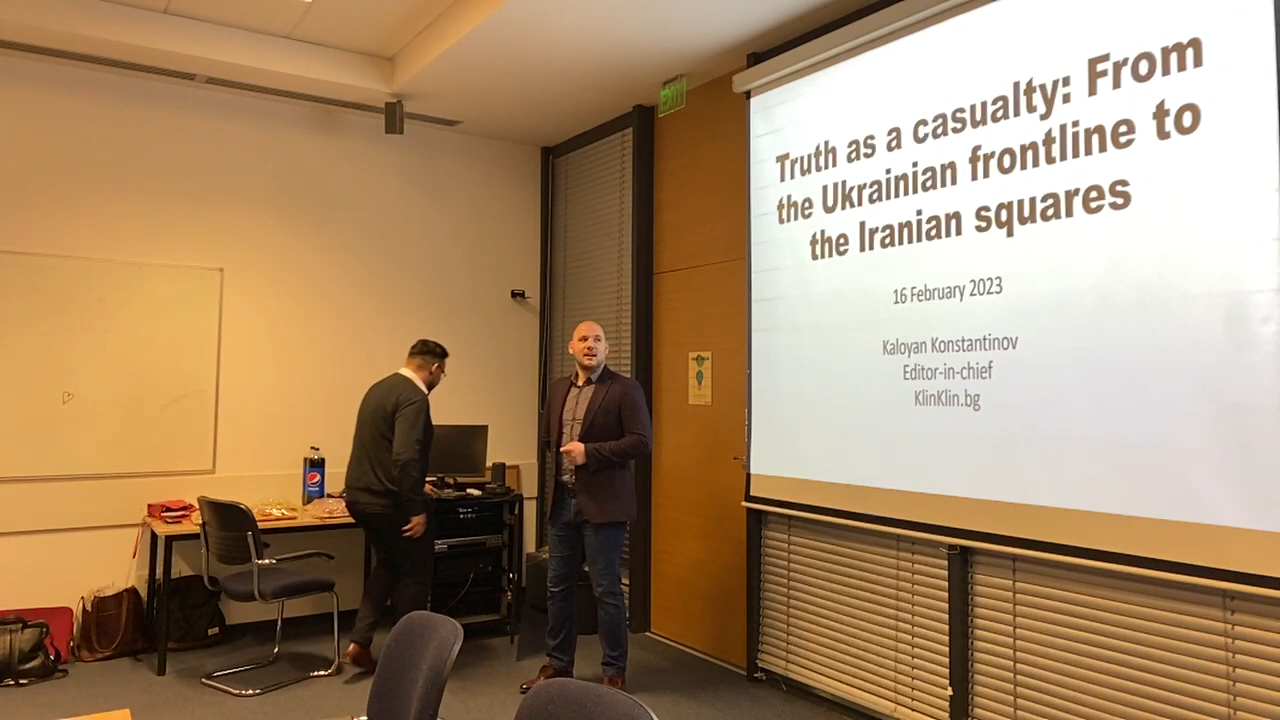 Truth as a casualty: From
the Ukrainian frontline to
the Iranian squares
16 February 2023
Kaloyan Konstantinov
Editor-in-chief
KlinKlin.bg